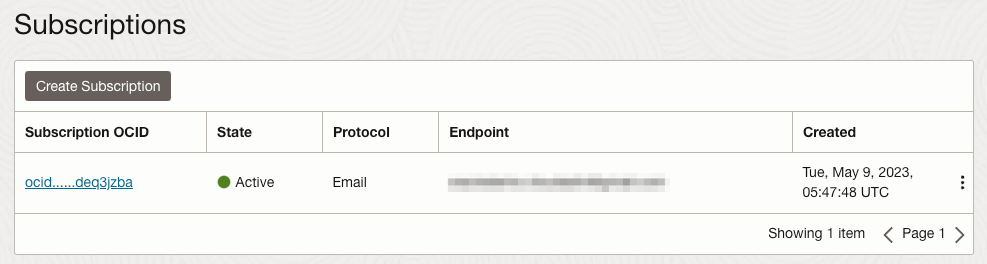 Subscriptions
Create Subscription
Subscription OCID State Protocol Endpoint Created
ocid......deq3jzba Active Email Tue, May 9, 2023,
05:47:48 UTC
Showing 1 item Page 1